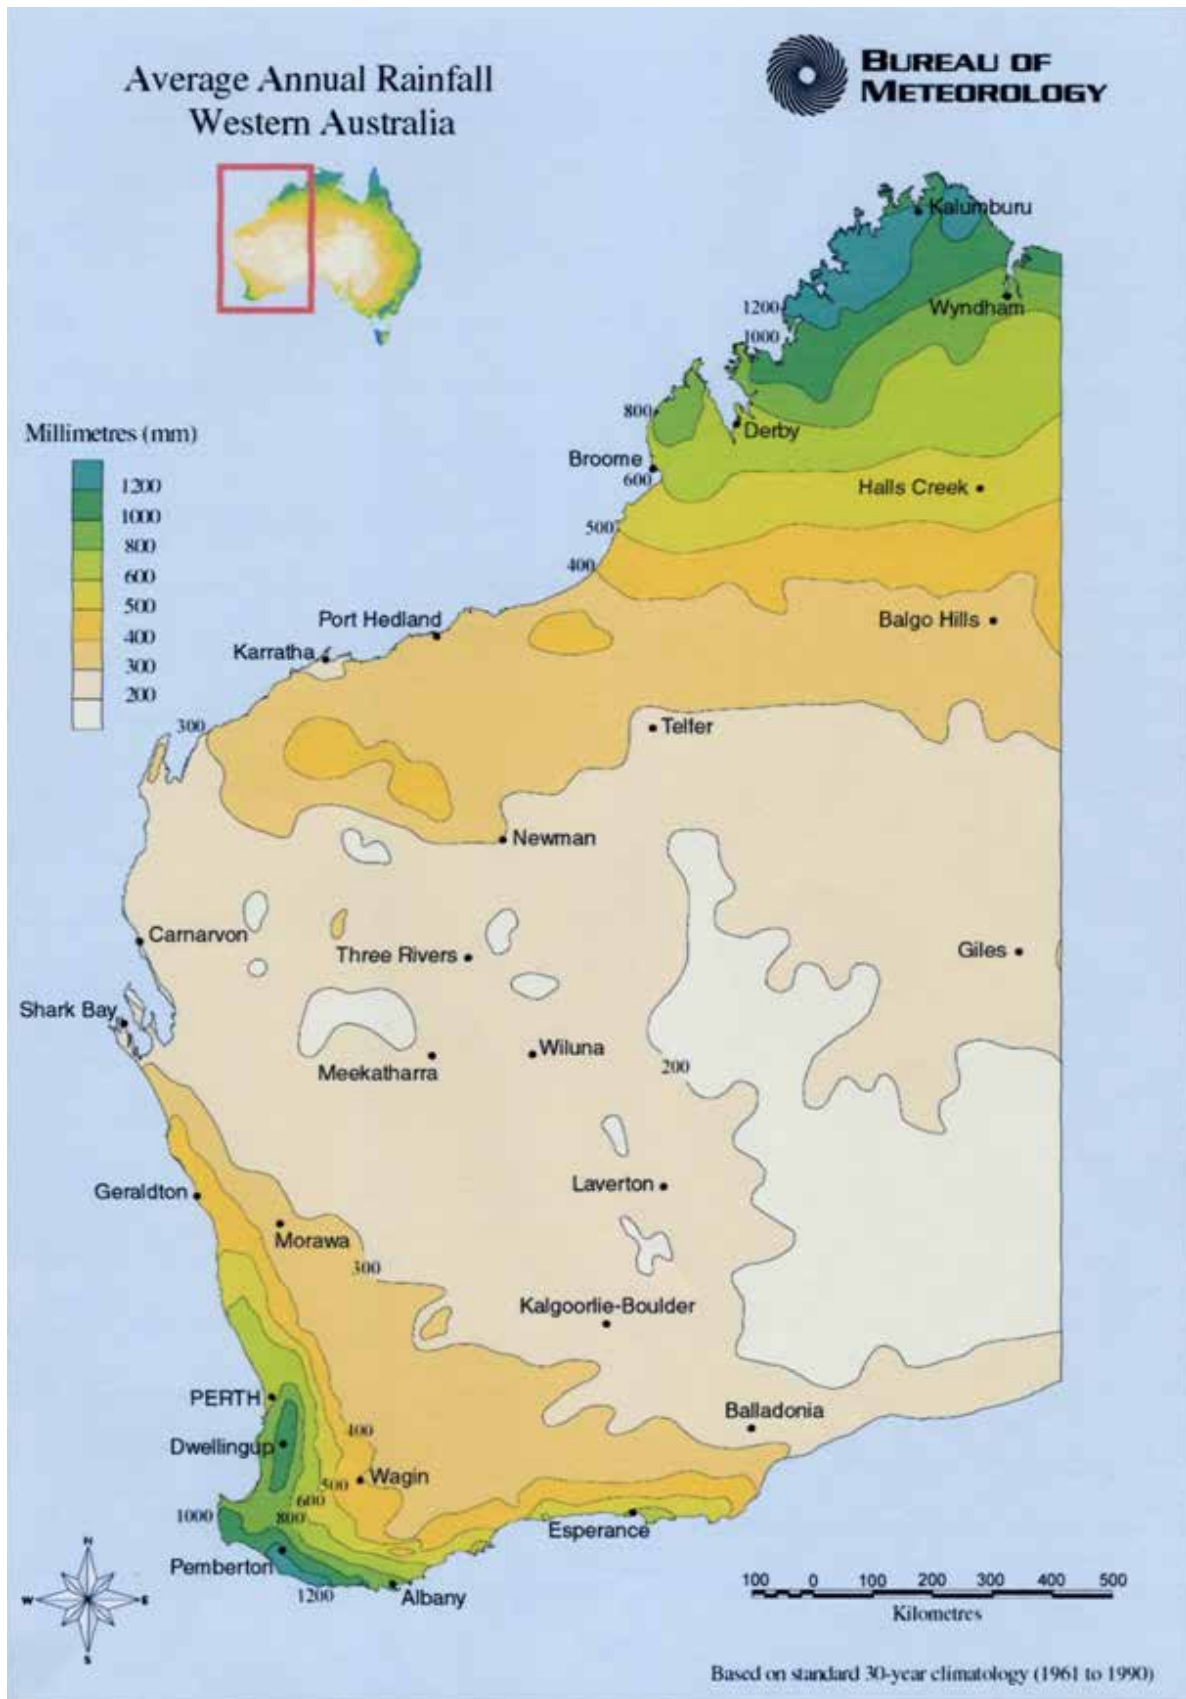 Average Annual Rainfall
Western Australia
BUREAU OF
METEOROLOGY
Kalumburu
Wyndham
1200
1000
800
Derby
Broome
600
Halls Creek
500
400
Millimetres (mm)
1200
1000
800
600
500
400
300
200
Port Hedland
Balgo Hills
Karratha
300
Telfer
Newman
Carnarvon
Three Rivers
Giles
Shark Bay
Wiluna
Meekatharra
200
Laverton
Geraldton
Morawa
300
Kalgoorlie-Boulder
PERTH
Balladonia
400
Dwellingup
Wagin
500
600
1000
800
Esperance
Pemberton
1200
Albany
N
W
E
S
100 0 100 200 300 400 500
Kilometres
Based on standard 30-year climatology (1961 to 1990)